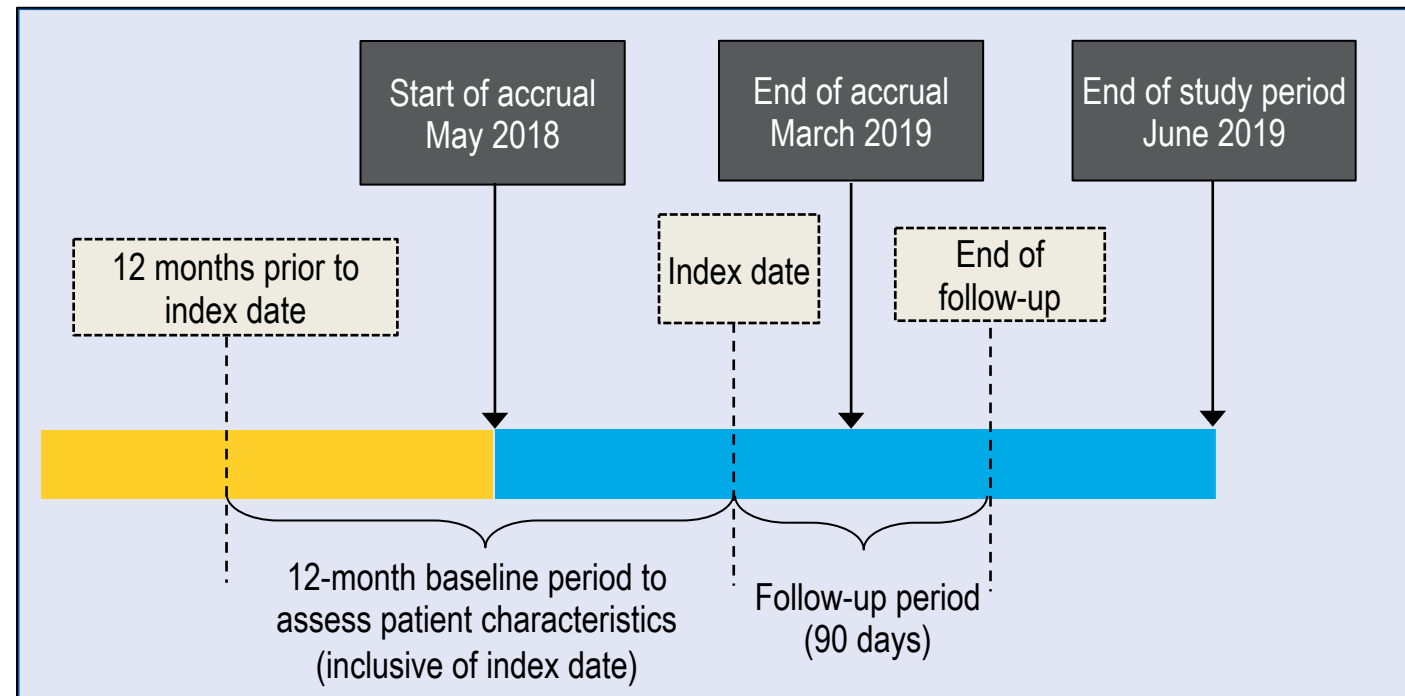 Start of accrual
May 2018
End of accrual
March 2019
End of study period
June 2019
12 months prior to
index date
Index date
End of
follow-up
12-month baseline period to
assess patient characteristics
(inclusive of index date)
Follow-up period
(90 days)